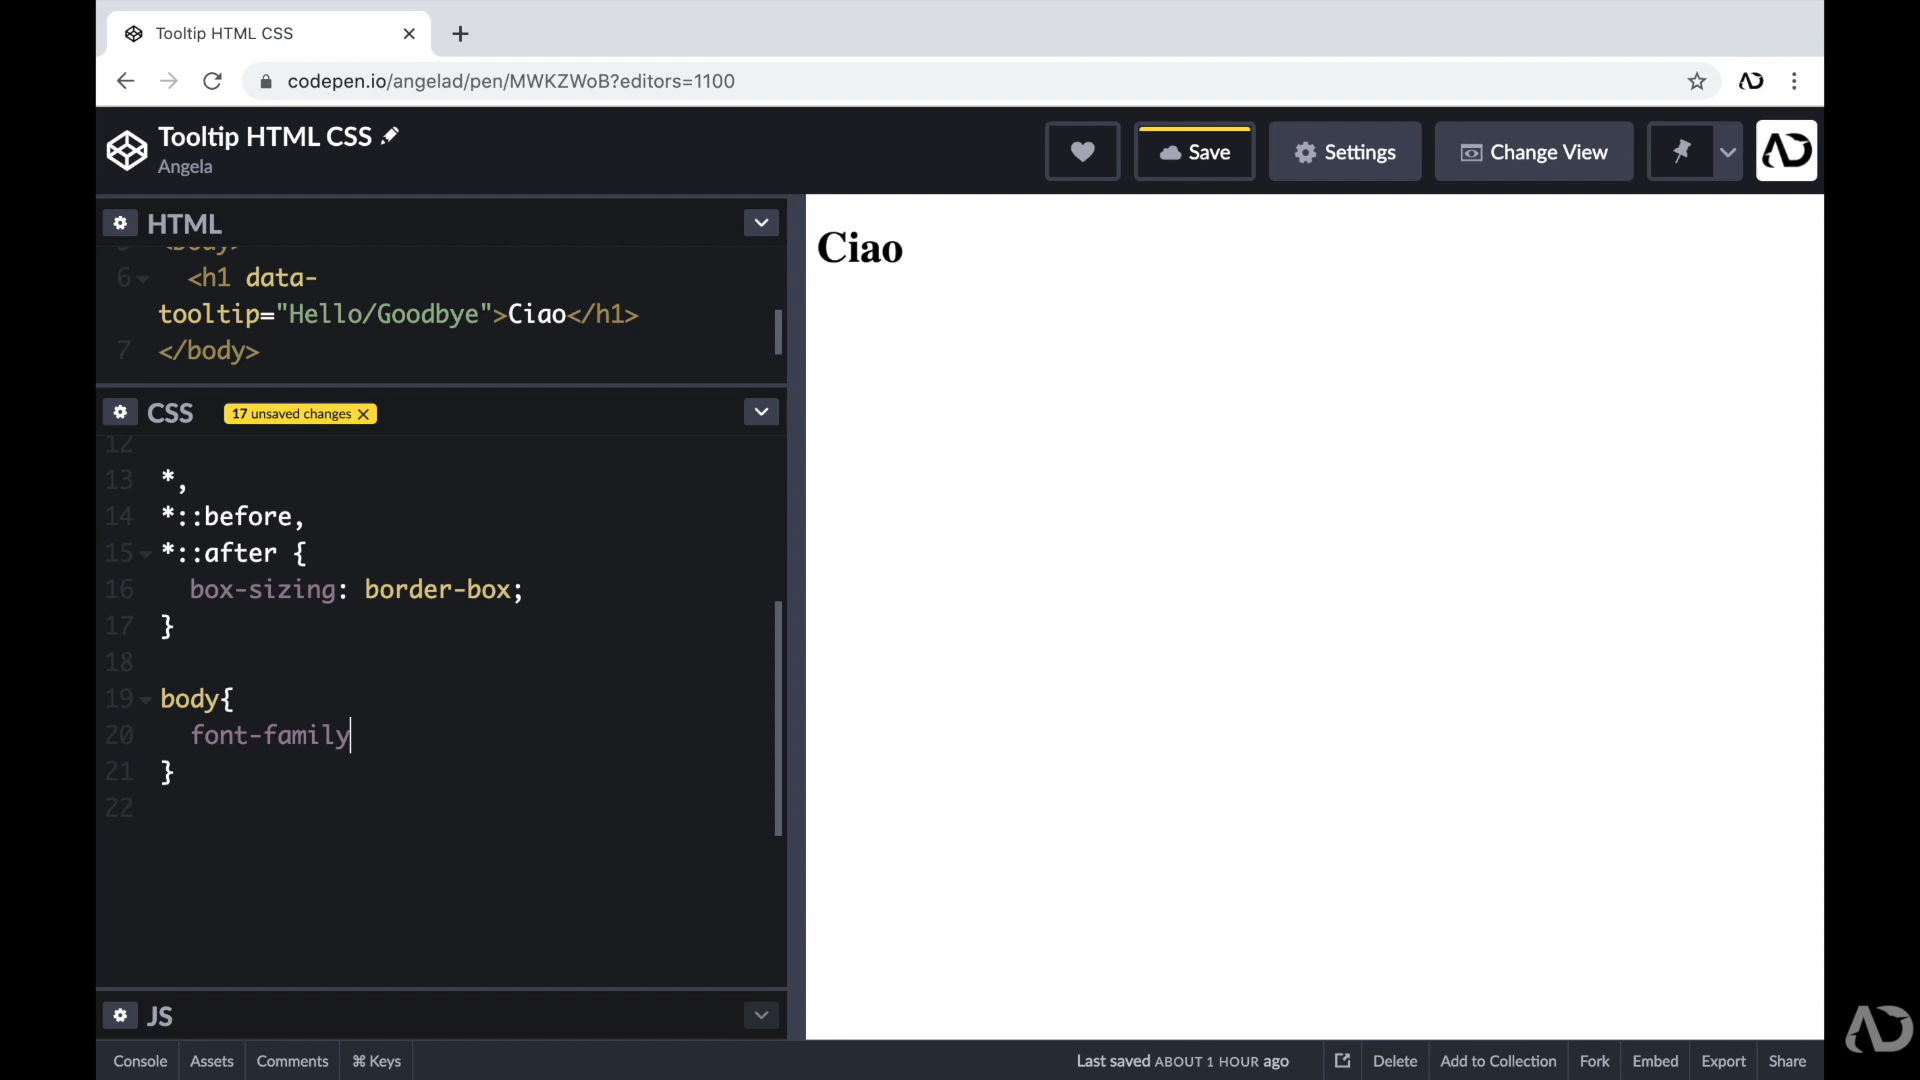 Tooltip HTML CSS
codepen.io/angelad/pen/MWKZWoB?editors=1100
Tooltip HTML CSS
Angela
Save
Settings
Change View
HTML
5 <body>
6 <h1 data-
tooltip="Hello/Goodbye">Ciao</h1>
7 </body>
CSS 17 unsaved changes
12
13 *,
14 *::before,
15 *::after {
16 box-sizing: border-box;
17 }
18
19 body{
20 font-family
21 }
22
JS
Ciao
Console Assets Comments ⌘ Keys
Last saved ABOUT 1 HOUR ago Delete Add to Collection Fork Embed Export Share